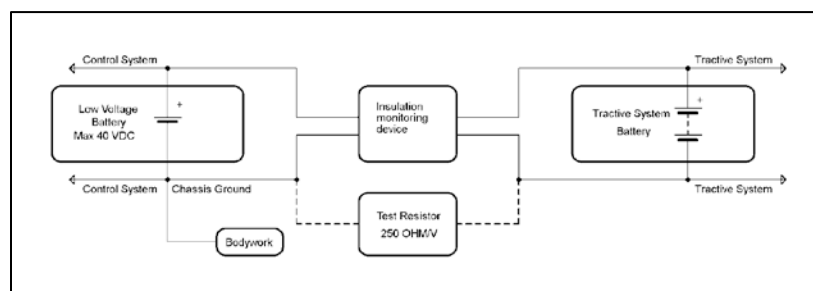 Control System
Tractive System
+
Low Voltage
Battery
Max 40 VDC
Insulation
monitoring
device
+
Tractive System
Battery
Control System
Chassis Ground
Tractive System
Test Resistor
250 OHM/V
Bodywork